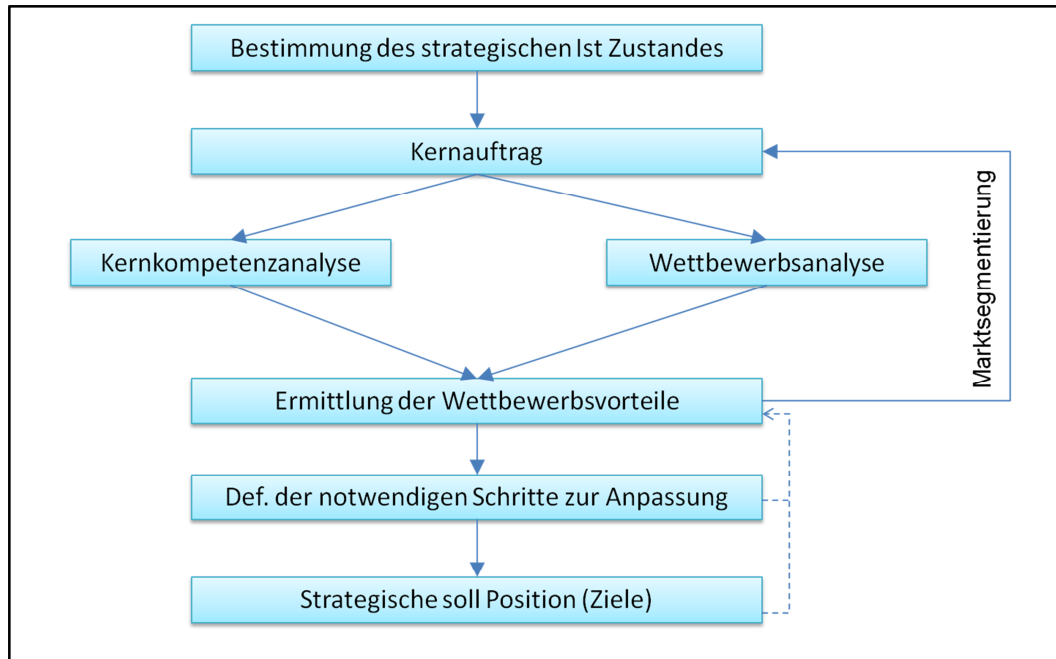 Bestimmung des strategischen Ist Zustandes
Kernauftrag
Kernkompetenzanalyse
Wettbewerbsanalyse
Marktsegmentierung
Ermittlung der Wettbewerbsvorteile
Def. der notwendigen Schritte zur Anpassung
Strategische soll Position (Ziele)